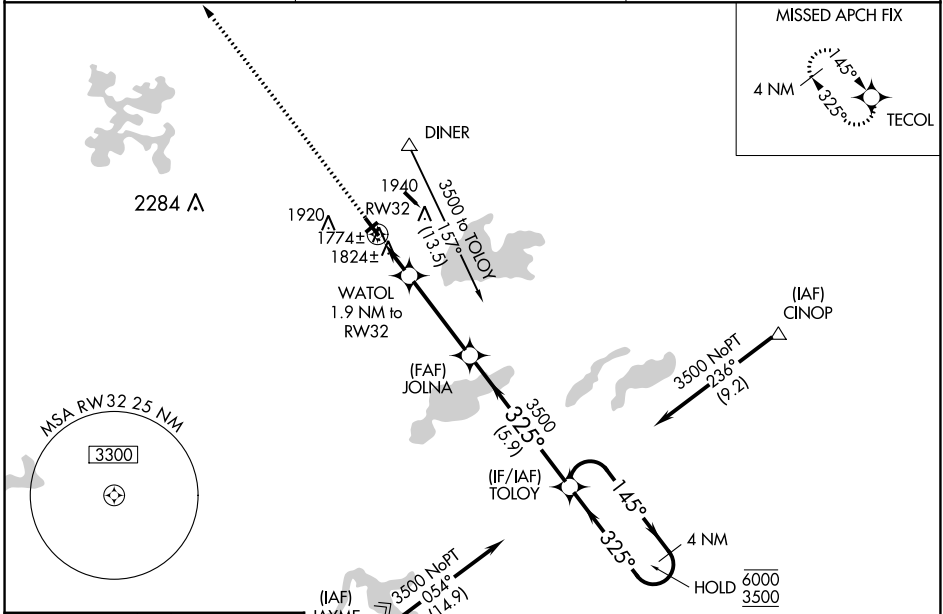 MISSED APCH FIX
145°
4 NM
325°
TECOL
DINER
2284
1940
3500 to TOLOY
157°
(13.5)
1920
RW32
1774±
1824±
WATOL
1.9 NM to
RW32
(IAF)
CINOP
3500 NoPT
236°
(9.2)
(FAF)
JOLNA
MSA RW32 25 NM
3300
3500
325°
(5.9)
(IF/IAF)
TOLOY
145°
325°
4 NM
HOLD
6000
3500
3500 NoPT
054°
(14.9)
(IAF)